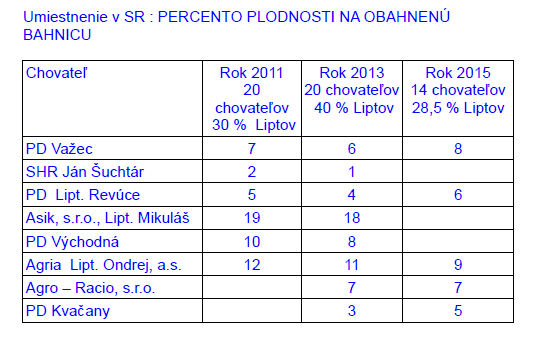 Umiestnenie v SR : PERCENTO PLODNOSTI NA OBAHNENÚ
BAHNICU
Chovateľ Rok 2011 Rok 2013 Rok 2015
20 20 chovateľov 14 chovateľov
chovateľov 40 % Liptov 28,5 % Liptov
30 % Liptov
PD Važec 7 6 8
SHR Ján Šuchtár 2 1
PD Lipt. Revúce 5 4 6
Asik, s.r.o., Lipt. Mikuláš 19 18
PD Východná 10 8
Agria Lipt. Ondrej, a.s. 12 11 9
Agro – Racio, s.r.o. 7 7
PD Kvačany 3 5